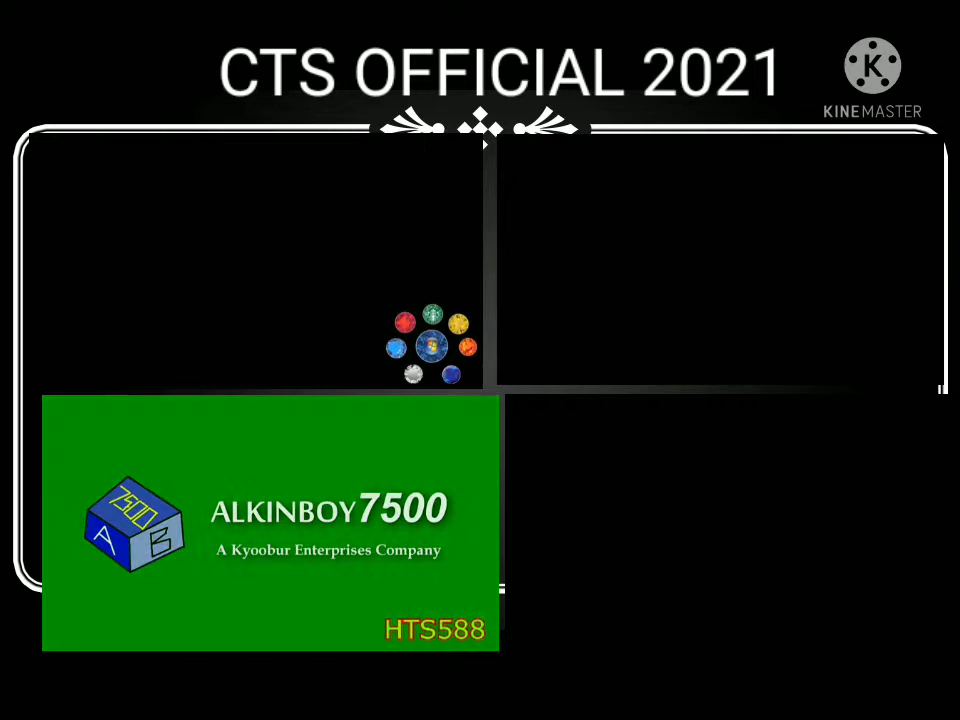 CTS OFFICIAL 2021
K
KINEMASTER
7500
A
B
ALKINBOY7500
A Kyoobur Enterprises Company
HTS588